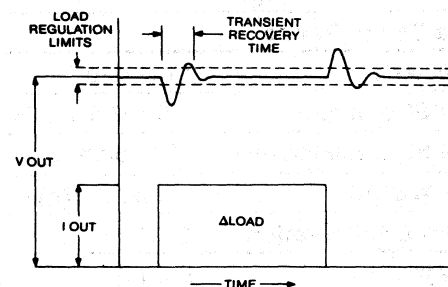 LOAD
REGULATION
LIMITS
TRANSIENT
RECOVERY
TIME
V OUT
I OUT
ΔLOAD
TIME